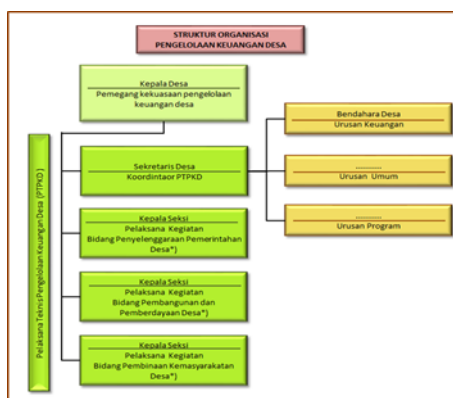 STRUKTUR ORGANISASI
PENGELOLAAN KEUANGAN DESA
Kepala Desa
Pemegang kekuasaan pengelolaan
keuangan desa
Pelaksana Teknis Pengelolaan Keuangan Desa (PTPKD)
Sekretaris Desa
Koordintaor PTPKD
Bendahara Desa
Urusan Keuangan
...........
Urusan Umum
...........
Urusan Program
Kepala Seksi
Pelaksana Kegiatan
Bidang Penyelenggaraan Pemerintahan
Desa*)
Kepala Seksi
Pelaksana Kegiatan
Bidang Pembangunan dan
Pemberdayaan Desa*)
Kepala Seksi
Pelaksana Kegiatan
Bidang Pembinaan Kemasyarakatan
Desa*)